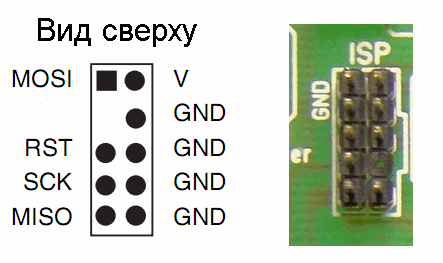 Вид сверху
MOSI V
GND
RST GND
SCK GND
MISO GND
ISP
GND
er